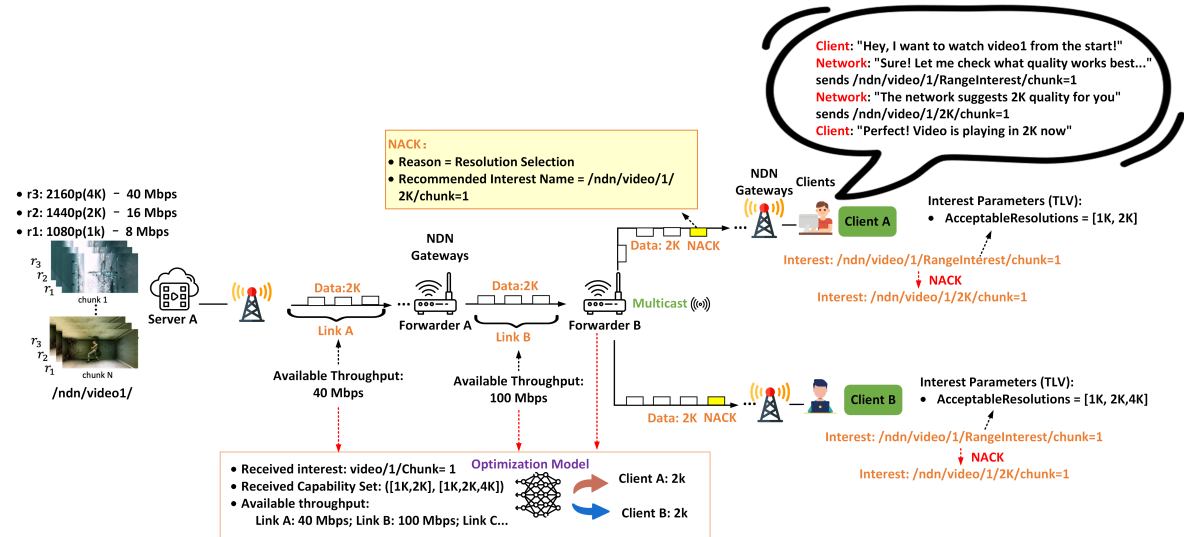 Client: "Hey, I want to watch video1 from the start!"
Network: "Sure! Let me check what quality works best..."
sends /ndn/video/1/RangeInterest/chunk=1
Network: "The network suggests 2K quality for you"
sends /ndn/video/1/2K/chunk=1
Client: "Perfect! Video is playing in 2K now"
NACK：
• Reason = Resolution Selection
• Recommended Interest Name = /ndn/video/1/
2K/chunk=1
• r3: 2160p(4K) – 40 Mbps
• r2: 1440p(2K) – 16 Mbps
• r1: 1080p(1k) – 8 Mbps
r3
r2
r1
chunk 1
r3
r2
r1
chunk N
/ndn/video1/
Server A
Data:2K
Link A
Available Throughput:
40 Mbps
NDN
Gateways
...
Forwarder A
Data:2K
Link B
Available Throughput:
100 Mbps
Forwarder B
Multicast
Data: 2K NACK
...
NDN
Gateways
Clients
Client A
Interest Parameters (TLV):
• AcceptableResolutions = [1K, 2K]
Interest: /ndn/video/1/RangeInterest/chunk=1
NACK
Interest: /ndn/video/1/2K/chunk=1
Data: 2K NACK
...
Client B
Interest Parameters (TLV):
• AcceptableResolutions = [1K, 2K,4K]
Interest: /ndn/video/1/RangeInterest/chunk=1
NACK
Interest: /ndn/video/1/2K/chunk=1
• Received interest: video/1/Chunk= 1
• Received Capability Set: ([1K,2K], [1K,2K,4K])
• Available throughput:
Link A: 40 Mbps; Link B: 100 Mbps; Link C...
Optimization Model
Client A: 2k
Client B: 2k